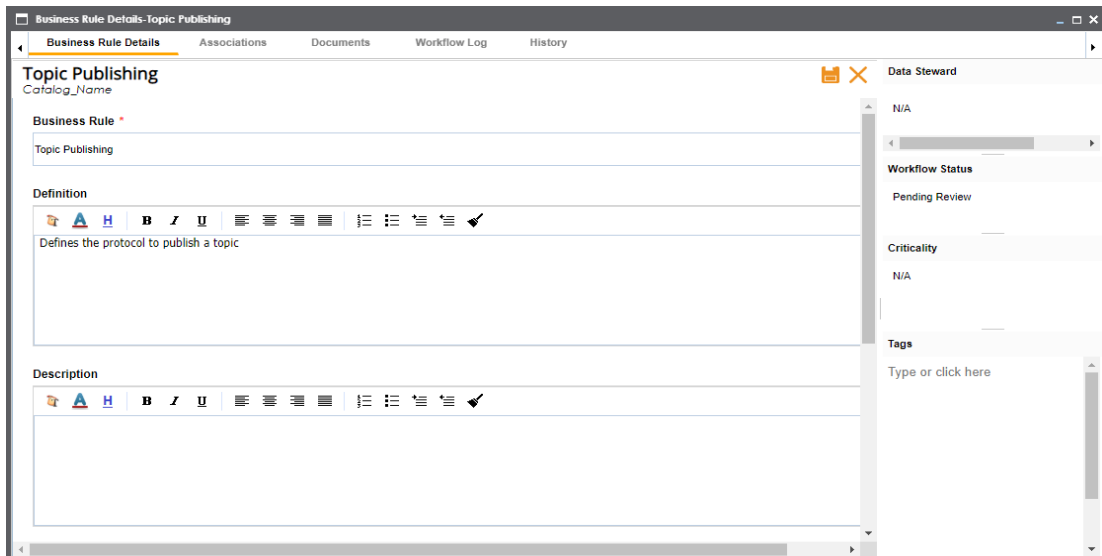 Business Rule Details-Topic Publishing
Business Rule Details Associations Documents Workflow Log History
Topic Publishing
Catalog_Name
Business Rule *
Topic Publishing
Definition
A H B I U
Defines the protocol to publish a topic
Description
A H B I U
Data Steward
N/A
Workflow Status
Pending Review
Criticality
N/A
Tags
Type or click here